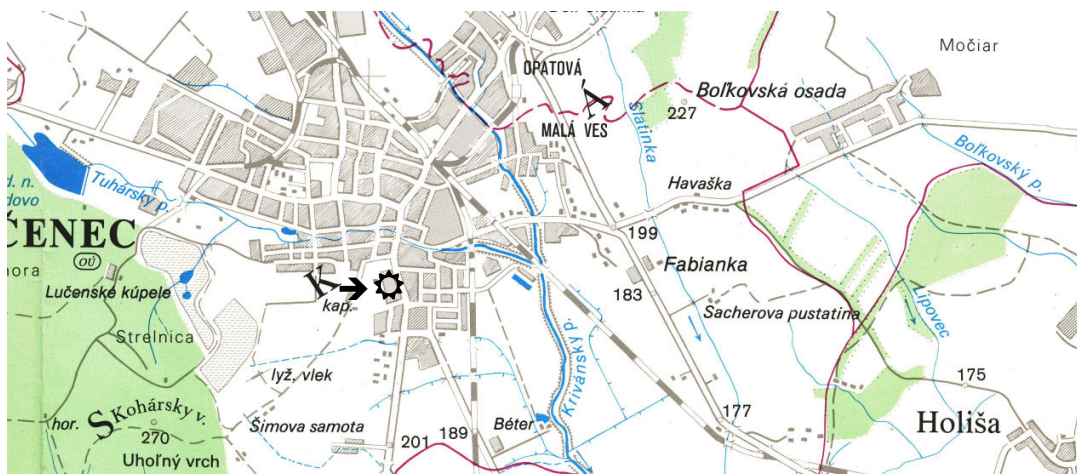 Močiar
OPATOVÁ
Á
Boľkovská osada
227
MALÁ VES
Slatinka
Boľkovský p.
Tuhársky p.
d. n.
Havaška
ČENEC
OÚ
199
Fabianka
Lučenské kúpele
K
kap.
183
Sacherova pustatina
Lipovec
Strelnica
Krivánsky p.
lyž. vlek
175
S
Kohársky v.
hor.
270
Šimova samota
Béter
177
Holiša
201
189
Uhoľný vrch